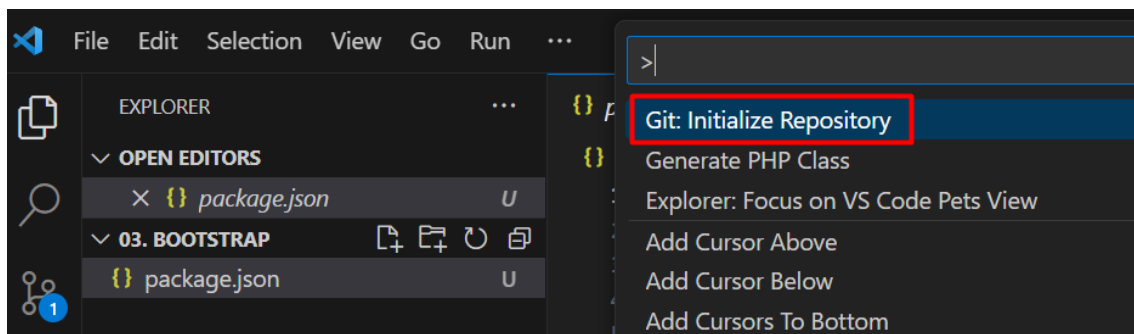 File Edit Selection View Go Run ...
>
EXPLORER ...
{} p
Git: Initialize Repository
OPEN EDITORS
{}
Generate PHP Class
{} package.json U
Explorer: Focus on VS Code Pets View
03. BOOTSTRAP
Add Cursor Above
{} package.json U
Add Cursor Below
1
Add Cursors To Bottom